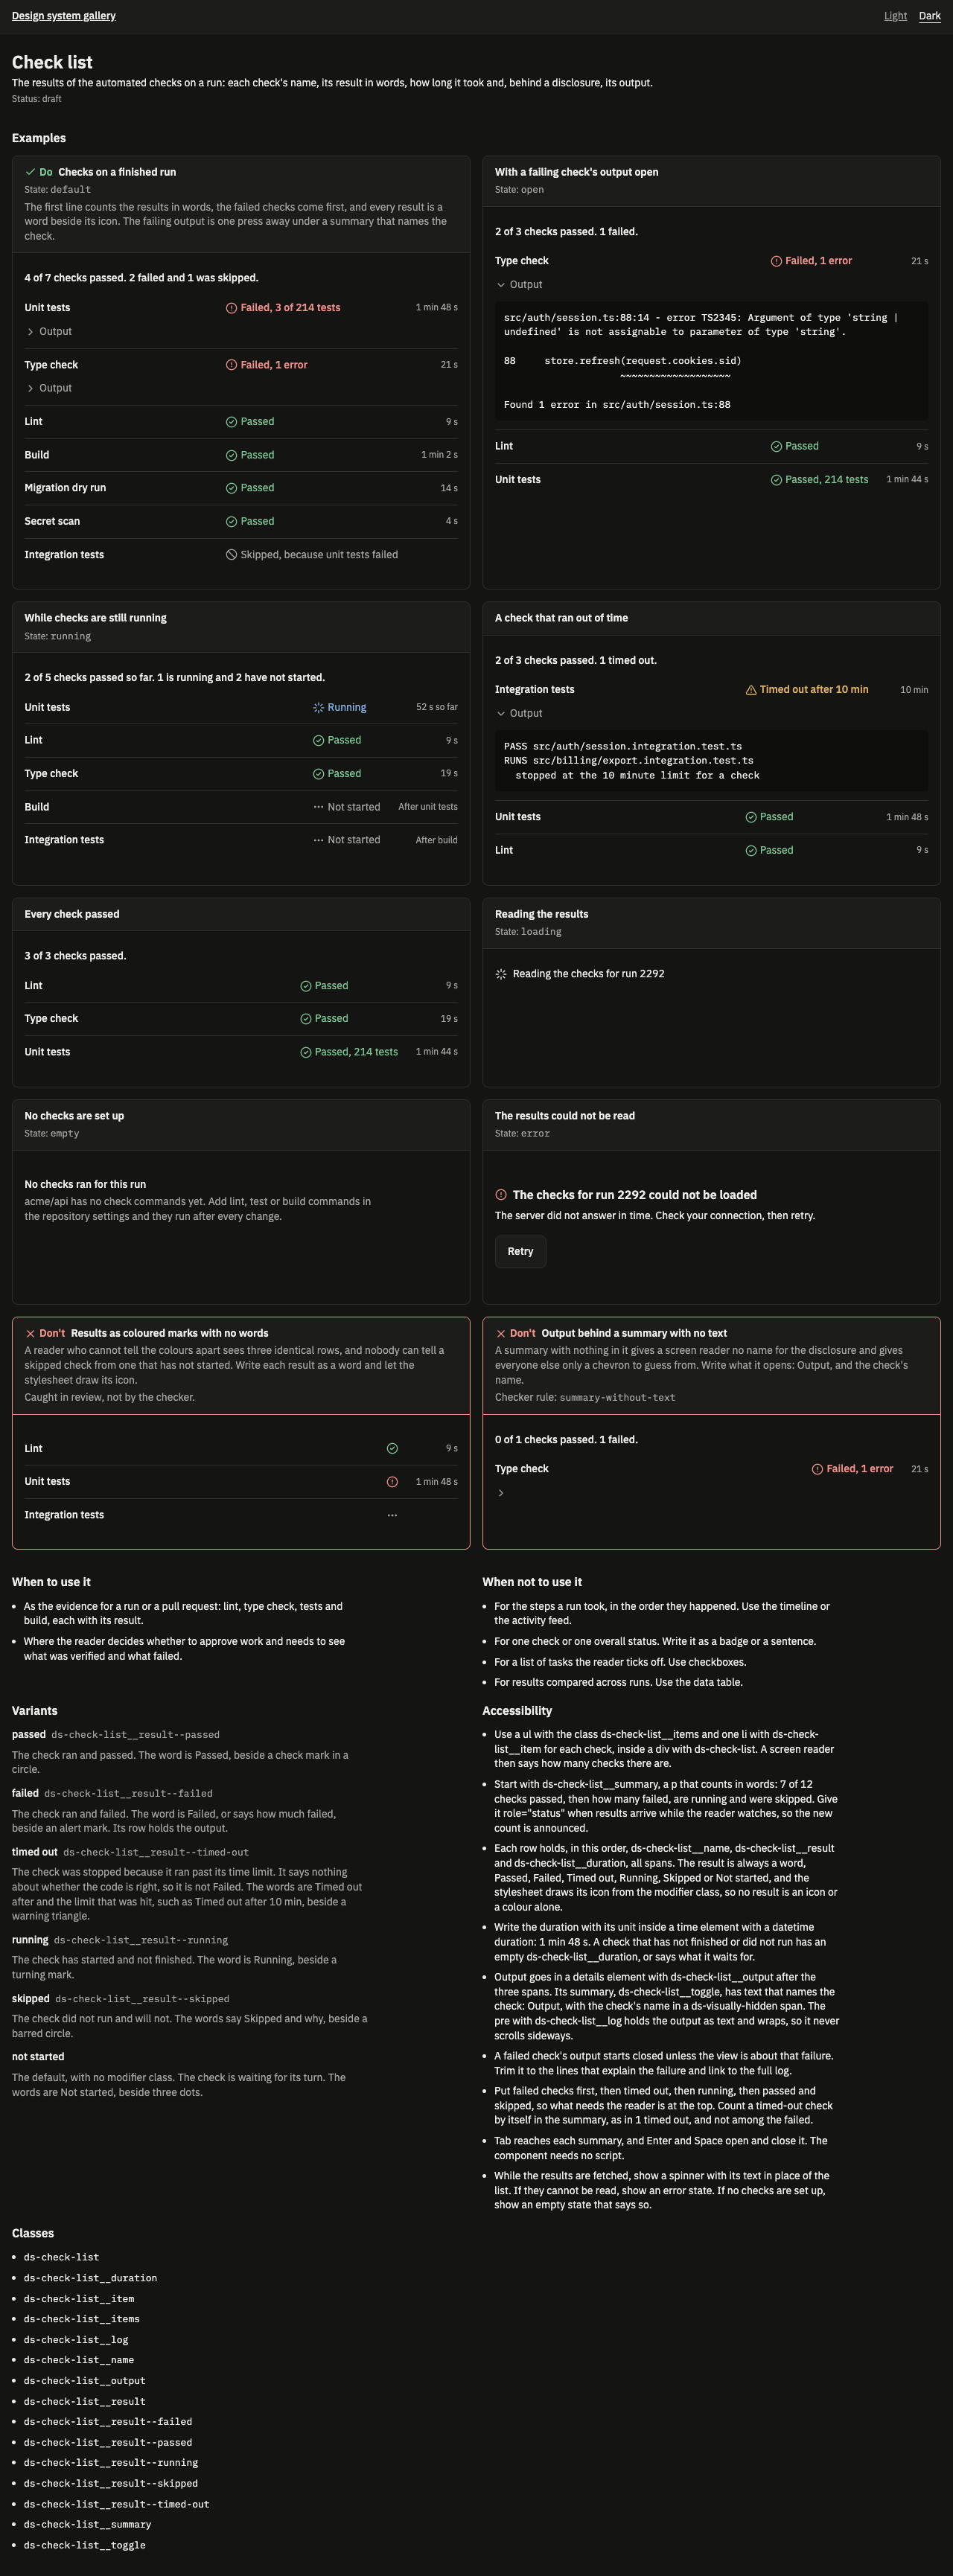 Design system gallery
Light Dark
Check list
The results of the automated checks on a run: each check's name, its result in words, how long it took and, behind a disclosure, its output.
Status: draft
Examples
Do Checks on a finished run
State: default
The first line counts the results in words, the failed checks come first, and every result is a
word beside its icon. The failing output is one press away under a summary that names the
check.
4 of 7 checks passed. 2 failed and 1 was skipped.
Unit tests Failed, 3 of 214 tests 1 min 48 s
Output
Type check Failed, 1 error 21 s
Output
Lint Passed 9 s
Build Passed 1 min 2 s
Migration dry run Passed 14 s
Secret scan Passed 4 s
Integration tests Skipped, because unit tests failed
With a failing check's output open
State: open
2 of 3 checks passed. 1 failed.
Type check Failed, 1 error 21 s
Output
src/auth/session.ts:88:14 - error TS2345: Argument of type 'string |
undefined' is not assignable to parameter of type 'string'.
88 store.refresh(request.cookies.sid)
~~~~~~~~~~~~~~~~~~~
Found 1 error in src/auth/session.ts:88
Lint Passed 9 s
Unit tests Passed, 214 tests 1 min 44 s
While checks are still running
State: running
2 of 5 checks passed so far. 1 is running and 2 have not started.
Unit tests Running 52 s so far
Lint Passed 9 s
Type check Passed 19 s
Build Not started After unit tests
Integration tests Not started After build
A check that ran out of time
2 of 3 checks passed. 1 timed out.
Integration tests Timed out after 10 min 10 min
Output
PASS src/auth/session.integration.test.ts
RUNS src/billing/export.integration.test.ts
stopped at the 10 minute limit for a check
Unit tests Passed 1 min 48 s
Lint Passed 9 s
Every check passed
3 of 3 checks passed.
Lint Passed 9 s
Type check Passed 19 s
Unit tests Passed, 214 tests 1 min 44 s
Reading the results
State: loading
Reading the checks for run 2292
No checks are set up
State: empty
No checks ran for this run
acme/api has no check commands yet. Add lint, test or build commands in
the repository settings and they run after every change.
The results could not be read
State: error
The checks for run 2292 could not be loaded
The server did not answer in time. Check your connection, then retry.
Retry
Don't Results as coloured marks with no words
A reader who cannot tell the colours apart sees three identical rows, and nobody can tell a
skipped check from one that has not started. Write each result as a word and let the
stylesheet draw its icon.
Caught in review, not by the checker.
Lint 9 s
Unit tests 1 min 48 s
Integration tests
Don't Output behind a summary with no text
A summary with nothing in it gives a screen reader no name for the disclosure and gives
everyone else only a chevron to guess from. Write what it opens: Output, and the check's
name.
Checker rule: summary-without-text
0 of 1 checks passed. 1 failed.
Type check Failed, 1 error 21 s
When to use it
As the evidence for a run or a pull request: lint, type check, tests and
build, each with its result.
Where the reader decides whether to approve work and needs to see
what was verified and what failed.
When not to use it
For the steps a run took, in the order they happened. Use the timeline or
the activity feed.
For one check or one overall status. Write it as a badge or a sentence.
For a list of tasks the reader ticks off. Use checkboxes.
For results compared across runs. Use the data table.
Variants
passed ds-check-list__result--passed
The check ran and passed. The word is Passed, beside a check mark in a
circle.
failed ds-check-list__result--failed
The check ran and failed. The word is Failed, or says how much failed,
beside an alert mark. Its row holds the output.
timed out ds-check-list__result--timed-out
The check was stopped because it ran past its time limit. It says nothing
about whether the code is right, so it is not Failed. The words are Timed out
after and the limit that was hit, such as Timed out after 10 min, beside a
warning triangle.
running ds-check-list__result--running
The check has started and not finished. The word is Running, beside a
turning mark.
skipped ds-check-list__result--skipped
The check did not run and will not. The words say Skipped and why, beside a
barred circle.
not started
The default, with no modifier class. The check is waiting for its turn. The
words are Not started, beside three dots.
Accessibility
Use a ul with the class ds-check-list__items and one li with ds-check-
list__item for each check, inside a div with ds-check-list. A screen reader
then says how many checks there are.
Start with ds-check-list__summary, a p that counts in words: 7 of 12
checks passed, then how many failed, are running and were skipped. Give
it role="status" when results arrive while the reader watches, so the new
count is announced.
Each row holds, in this order, ds-check-list__name, ds-check-list__result
and ds-check-list__duration, all spans. The result is always a word,
Passed, Failed, Timed out, Running, Skipped or Not started, and the
stylesheet draws its icon from the modifier class, so no result is an icon or
a colour alone.
Write the duration with its unit inside a time element with a datetime
duration: 1 min 48 s. A check that has not finished or did not run has an
empty ds-check-list__duration, or says what it waits for.
Output goes in a details element with ds-check-list__output after the
three spans. Its summary, ds-check-list__toggle, has text that names the
check: Output, with the check's name in a ds-visually-hidden span. The
pre with ds-check-list__log holds the output as text and wraps, so it never
scrolls sideways.
A failed check's output starts closed unless the view is about that failure.
Trim it to the lines that explain the failure and link to the full log.
Put failed checks first, then timed out, then running, then passed and
skipped, so what needs the reader is at the top. Count a timed-out check
by itself in the summary, as in 1 timed out, and not among the failed.
Tab reaches each summary, and Enter and Space open and close it. The
component needs no script.
While the results are fetched, show a spinner with its text in place of the
list. If they cannot be read, show an error state. If no checks are set up,
show an empty state that says so.
Classes
ds-check-list
ds-check-list__duration
ds-check-list__item
ds-check-list__items
ds-check-list__log
ds-check-list__name
ds-check-list__output
ds-check-list__result
ds-check-list__result--failed
ds-check-list__result--passed
ds-check-list__result--running
ds-check-list__result--skipped
ds-check-list__result--timed-out
ds-check-list__summary
ds-check-list__toggle